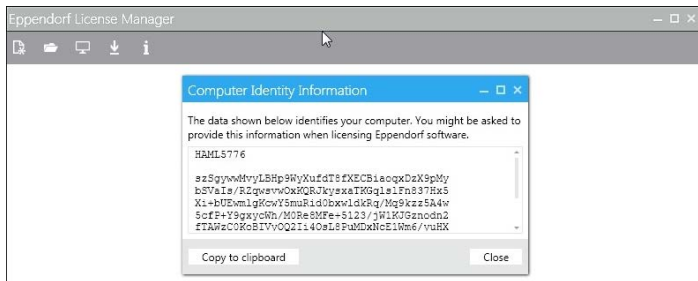 Eppendorf License Manager
Computer Identity Information
The data shown below identifies your computer. You might be asked to
provide this information when licensing Eppendorf software.
HAML5776
szSgywwMvyLBHp9WyXufdT8fXECBiaoqxDzX9pMy
bSVaIs/RZqwsvwOxKQRJkysxaTKGqlslFn837Hx5
Xi+bUEwmlgKcwY5muRid0bxwldkRq/Mq9kzz5A4w
5cfP+Y9gxycWh/M0Re8MFe+5123/jW1KJGznodn2
fTAWzC0KoBIVvOQ2Ii4OsL8PuMDxNcE1Wm6/vuHX
Copy to clipboard
Close